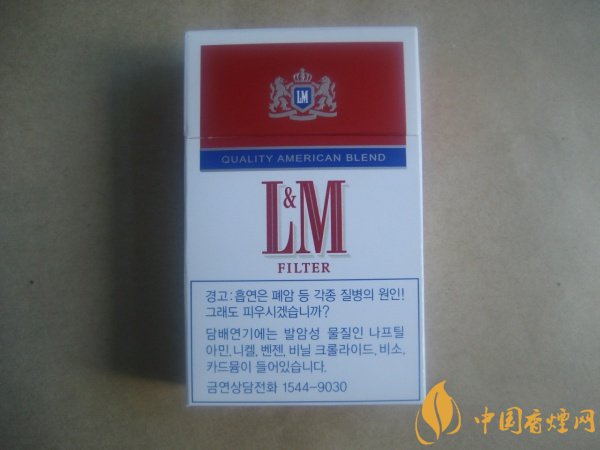 LM
QUALITY AMERICAN BLEND
L&M
FILTER
경고: 흡연은 폐암 등 각종 질병의 원인!
그래도 피우시겠습니까?
담배연기에는 발암성 물질인 나프틸
아민, 니켈, 벤젠, 비닐 크롤라이드, 비소,
카드뮴이 들어있습니다.
금연상담전화 1544-9030
中国香烟网